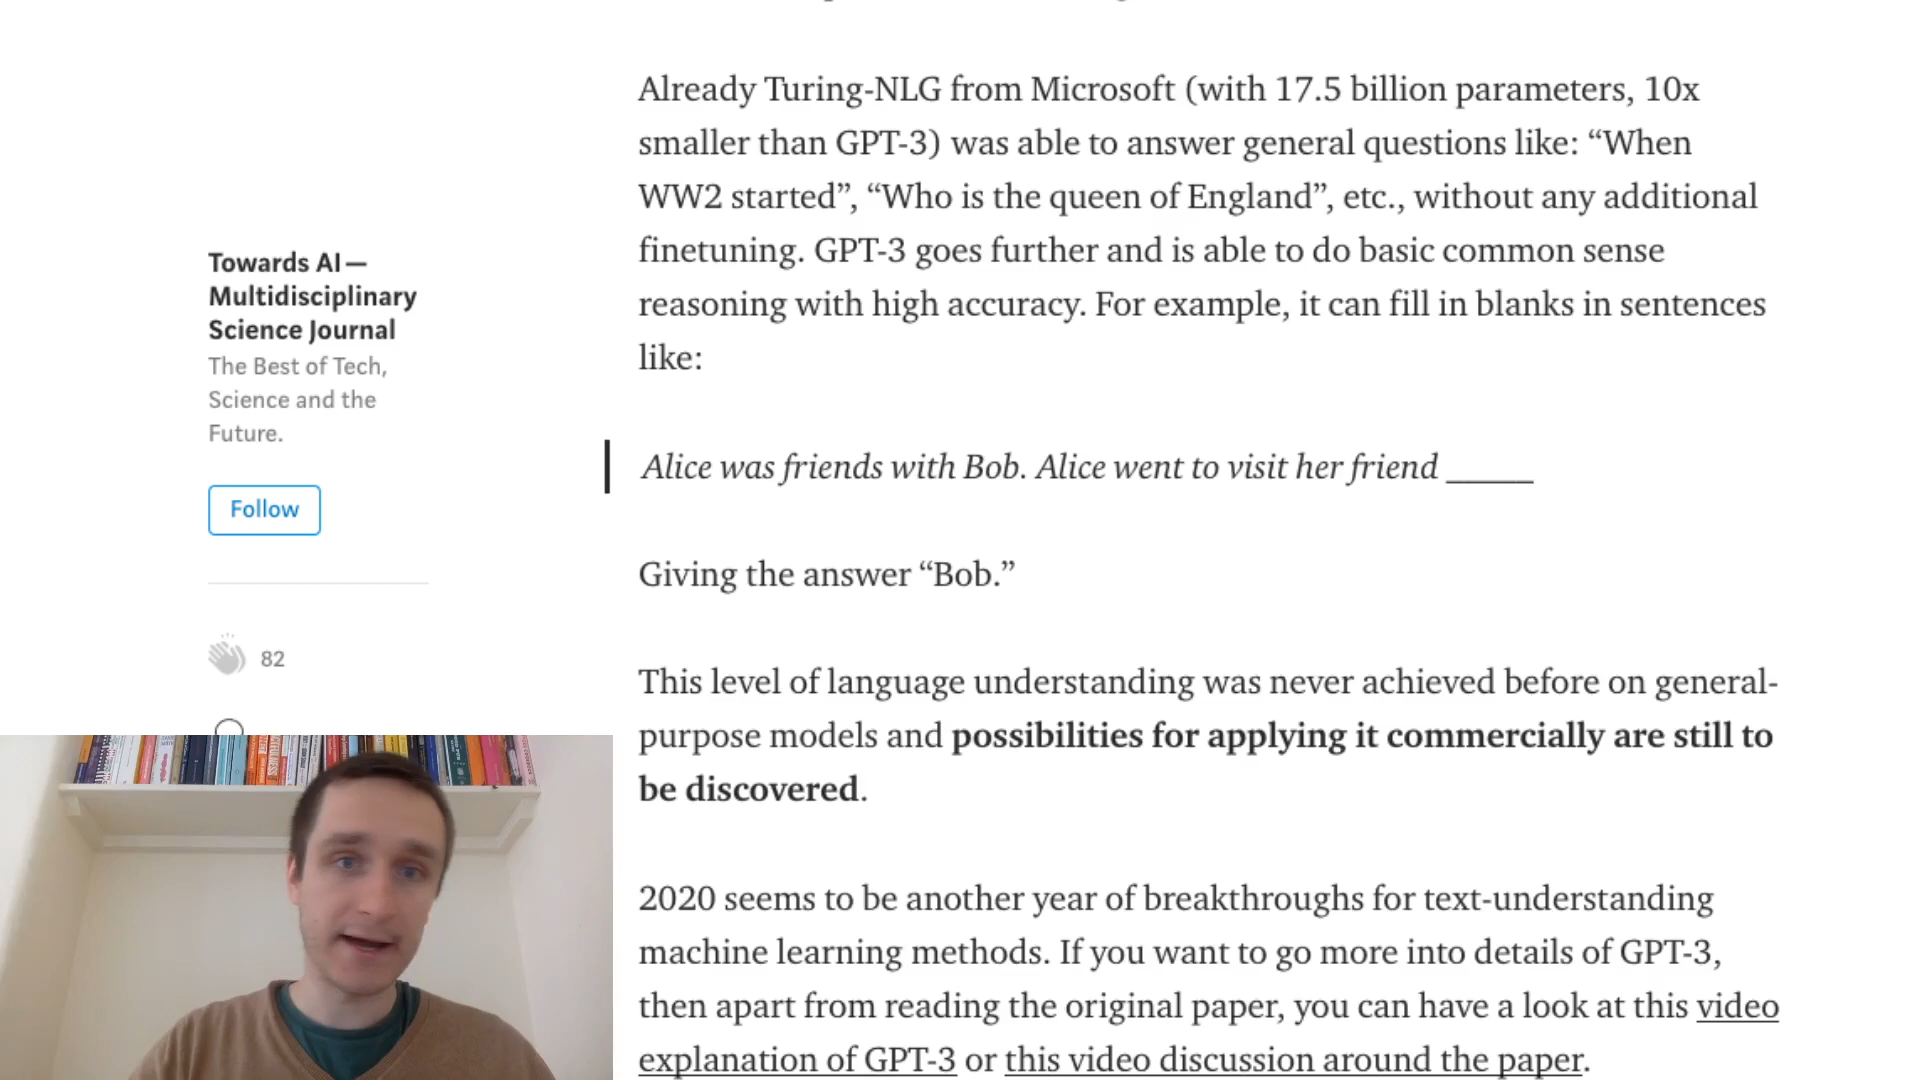 Already Turing-NLG from Microsoft (with 17.5 billion parameters, 10x
smaller than GPT-3) was able to answer general questions like: “When
WW2 started”, “Who is the queen of England”, etc., without any additional
finetuning. GPT-3 goes further and is able to do basic common sense
reasoning with high accuracy. For example, it can fill in blanks in sentences
like:
Alice was friends with Bob. Alice went to visit her friend _____
Giving the answer “Bob.”
This level of language understanding was never achieved before on general-
purpose models and possibilities for applying it commercially are still to
be discovered.
2020 seems to be another year of breakthroughs for text-understanding
machine learning methods. If you want to go more into details of GPT-3,
then apart from reading the original paper, you can have a look at this video
explanation of GPT-3 or this video discussion around the paper.
Towards AI—
Multidisciplinary
Science Journal
The Best of Tech,
Science and the
Future.
Follow
82